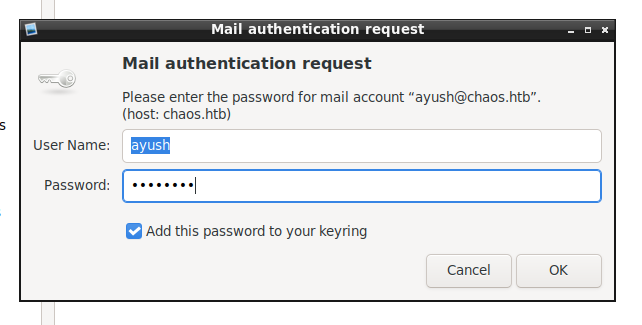 Mail authentication request
Mail authentication request
Please enter the password for mail account “ayush@chaos.htb”.
(host: chaos.htb)
s
User Name: ayush
Password: ••••••••
Add this password to your keyring
Cancel OK